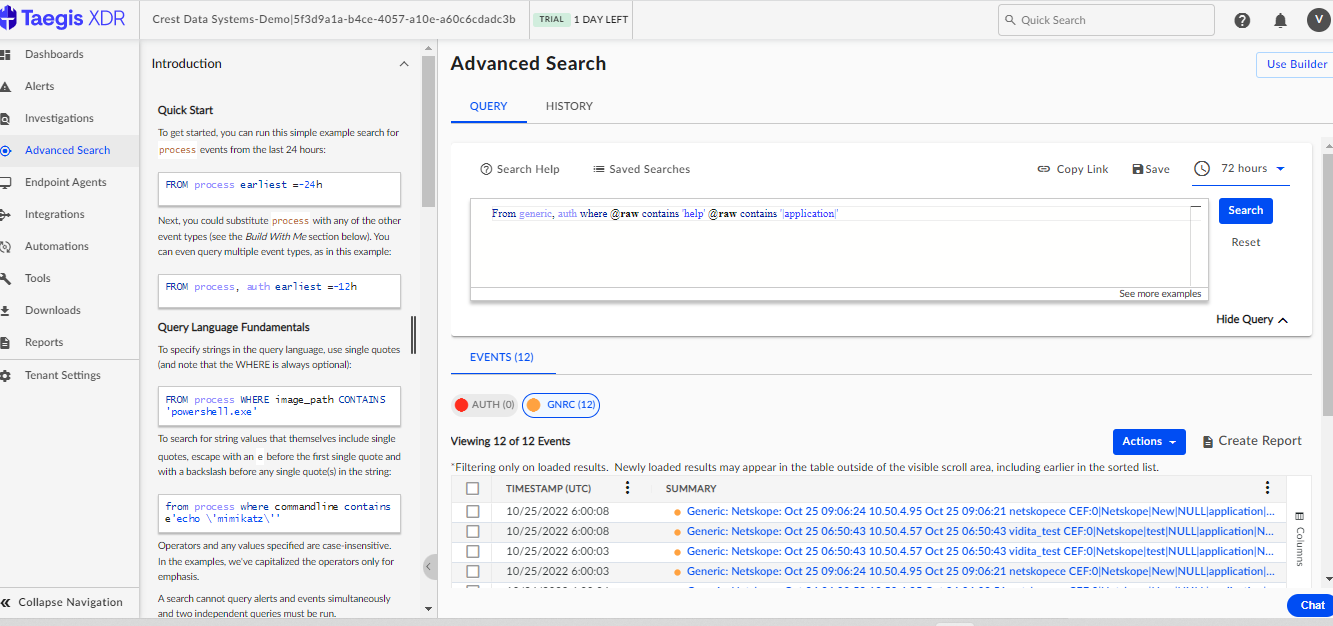 Taegis XDR
Crest Data Systems-Demo|5f3d9a1a-b4ce-4057-a10e-a60c6cdadc3b
TRIAL 1 DAY LEFT
Quick Search
V
Dashboards
Alerts
Investigations
Advanced Search
Endpoint Agents
Integrations
Automations
Tools
Downloads
Reports
Tenant Settings
Collapse Navigation
Introduction
Quick Start
To get started, you can run this simple example search for
process events from the last 24 hours:
FROM process earliest =-24h
Next, you could substitute process with any of the other
event types (see the Build With Me section below). You
can even query multiple event types, as in this example:
FROM process, auth earliest =-12h
Query Language Fundamentals
To specify strings in the query language, use single quotes
(and note that the WHERE is always optional):
FROM process WHERE image_path CONTAINS
'powershell.exe'
To search for string values that themselves include single
quotes, escape with an e before the first single quote and
with a backslash before any single quote(s) in the string:
from process where commandline contains
e'echo \'mimikatz\''
Operators and any values specified are case-insensitive.
In the examples, we've capitalized the operators only for
emphasis.
A search cannot query alerts and events simultaneously
and two independent queries must be run.
Advanced Search
Use Builder
QUERY
HISTORY
Search Help
Saved Searches
Copy Link
Save
72 hours
From generic, auth where @raw contains 'help' @raw contains '|application|'
Search
Reset
See more examples
Hide Query
EVENTS (12)
AUTH (0)
GNRC (12)
Viewing 12 of 12 Events
Actions
Create Report
*Filtering only on loaded results. Newly loaded results may appear in the table outside of the visible scroll area, including earlier in the sorted list.
TIMESTAMP (UTC) SUMMARY
10/25/2022 6:00:08 Generic: Netskope: Oct 25 09:06:24 10.50.4.95 Oct 25 09:06:21 netskopece CEF:0|Netskope|New|NULL|application|...
10/25/2022 6:00:08 Generic: Netskope: Oct 25 06:50:43 10.50.4.57 Oct 25 06:50:43 vidita_test CEF:0|Netskope|test|NULL|application|N...
10/25/2022 6:00:03 Generic: Netskope: Oct 25 06:50:43 10.50.4.57 Oct 25 06:50:43 vidita_test CEF:0|Netskope|test|NULL|application|N...
10/25/2022 6:00:03 Generic: Netskope: Oct 25 09:06:24 10.50.4.95 Oct 25 09:06:21 netskopece CEF:0|Netskope|New|NULL|application|...
Columns
Chat